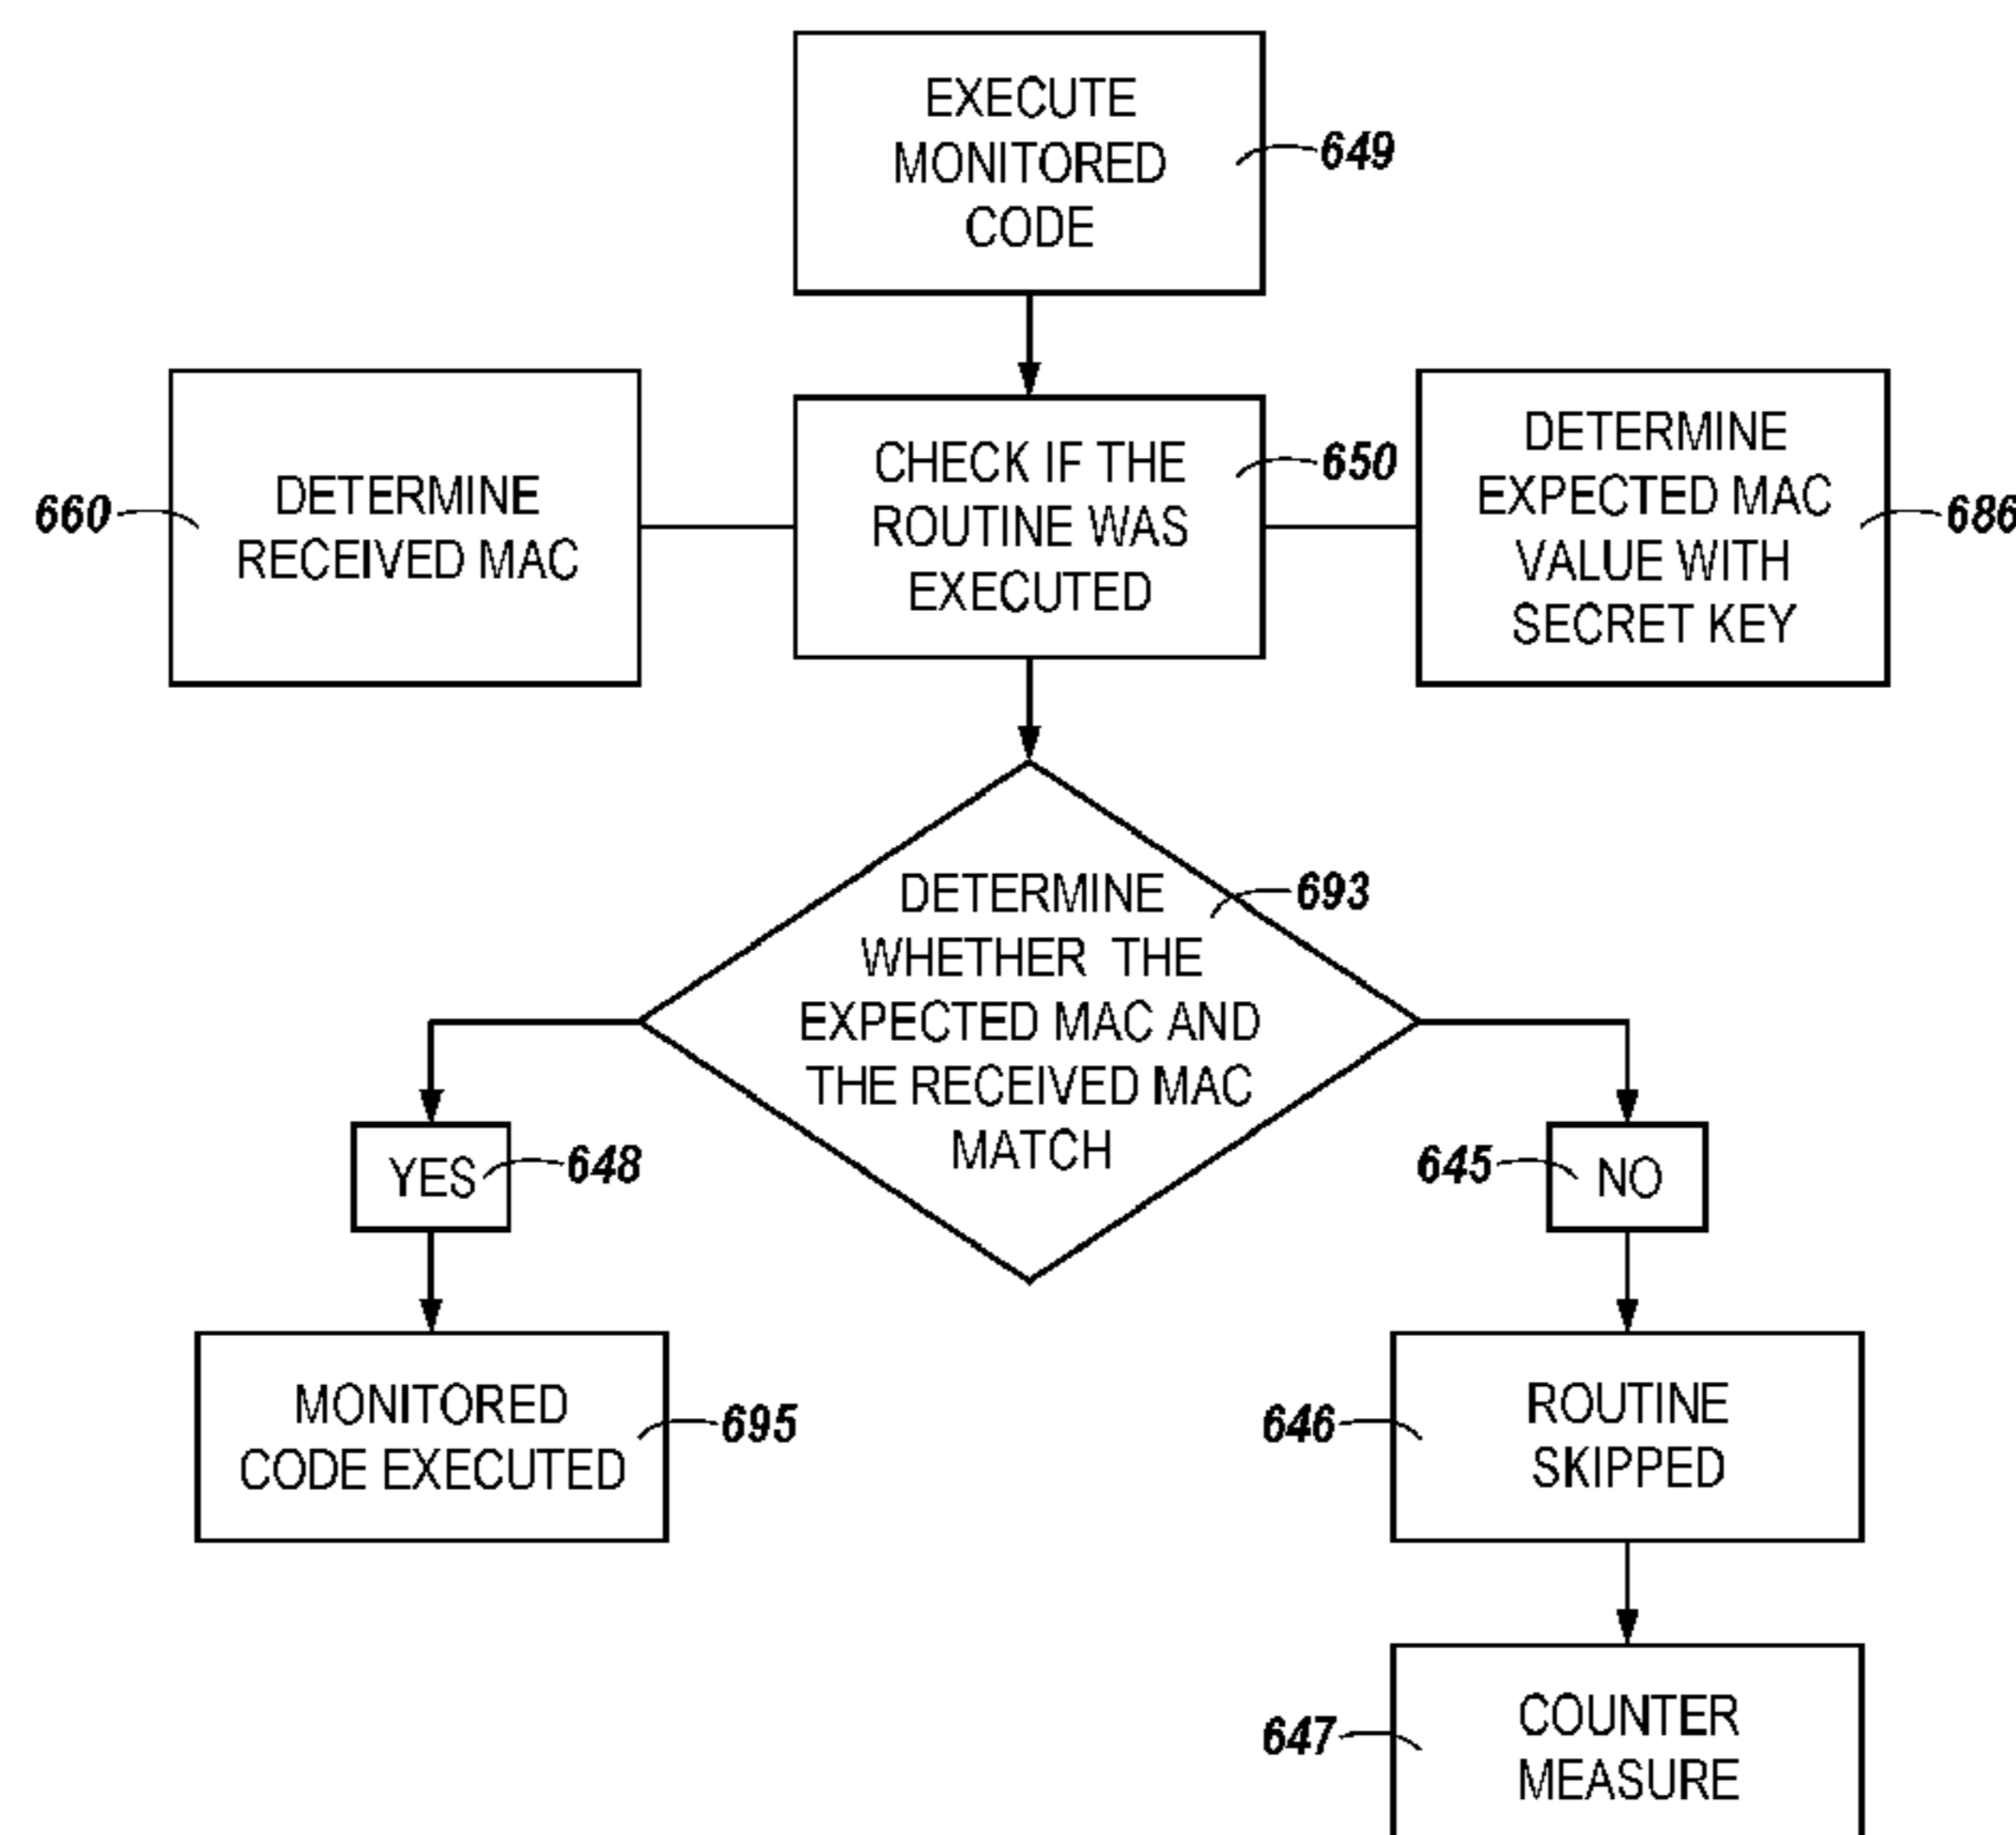 EXECUTE
MONITORED
CODE
649
660
DETERMINE
RECEIVED MAC
CHECK IF THE
ROUTINE WAS
EXECUTED
650
DETERMINE
EXPECTED MAC
VALUE WITH
SECRET KEY
686
DETERMINE
WHETHER THE
EXPECTED MAC AND
THE RECEIVED MAC
MATCH
693
YES
648
645
NO
MONITORED
CODE EXECUTED
695
646
ROUTINE
SKIPPED
647
COUNTER
MEASURE